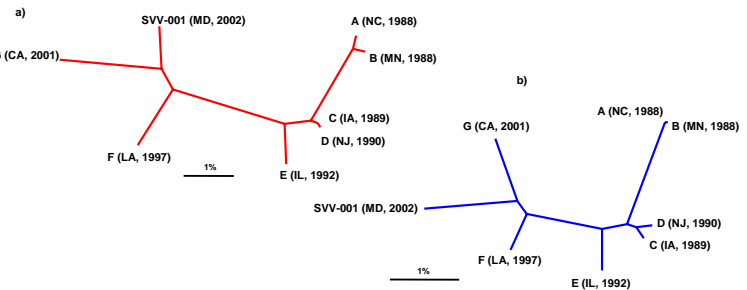 a)
SVV-001 (MD, 2002)
A (NC, 1988)
(CA, 2001)
B (MN, 1988)
C (IA, 1989)
D (NJ, 1990)
F (LA, 1997)
1%
E (IL, 1992)
b)
A (NC, 1988)
G (CA, 2001)
B (MN, 1988)
SVV-001 (MD, 2002)
D (NJ, 1990)
C (IA, 1989)
F (LA, 1997)
1%
E (IL, 1992)